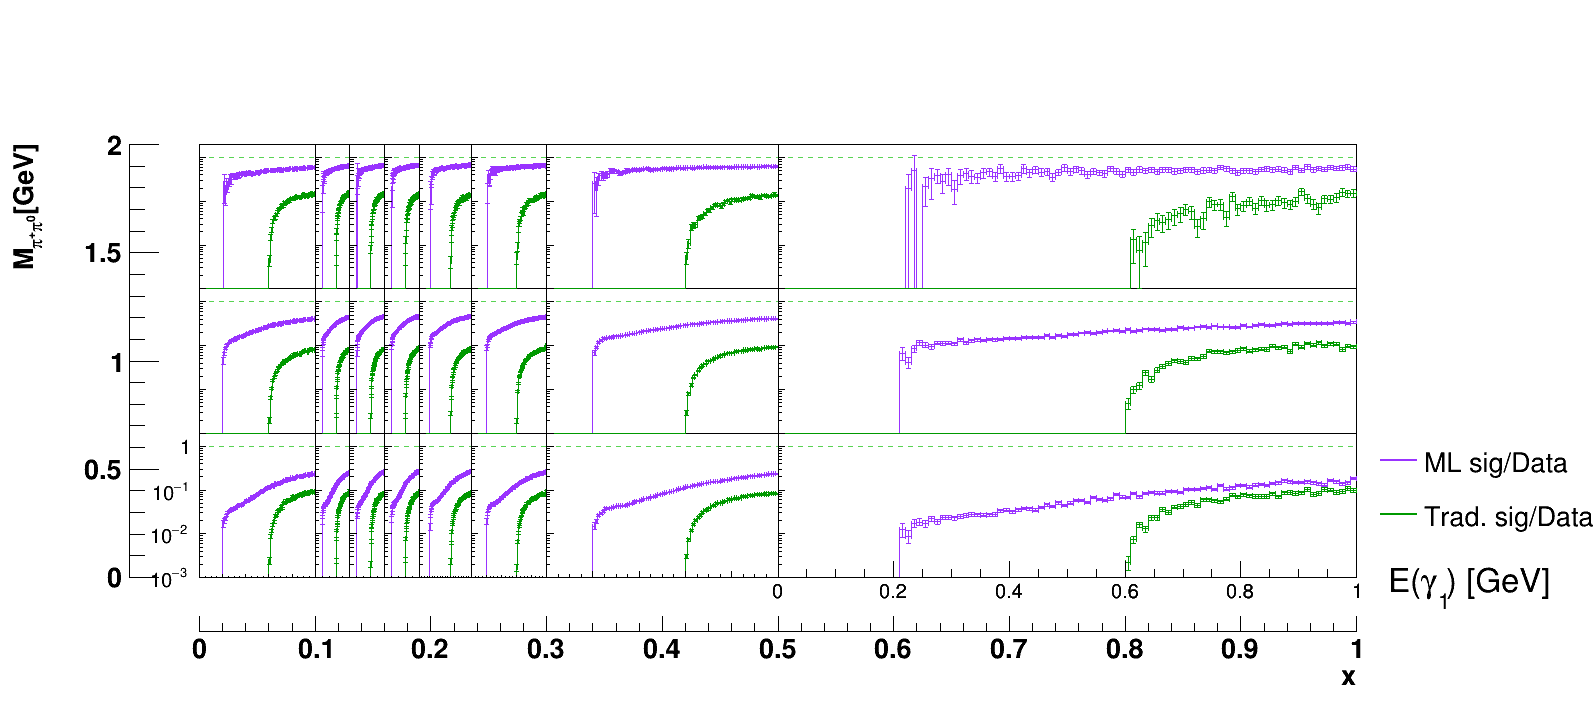 M π+π0 [GeV]
2
1.5
1
0.5
0
1
10−1
10−2
10−3
0 0.2 0.4 0.6 0.8 1
E(γ1) [GeV]
0 0.1 0.2 0.3 0.4 0.5 0.6 0.7 0.8 0.9 1
x
ML sig/Data
Trad. sig/Data